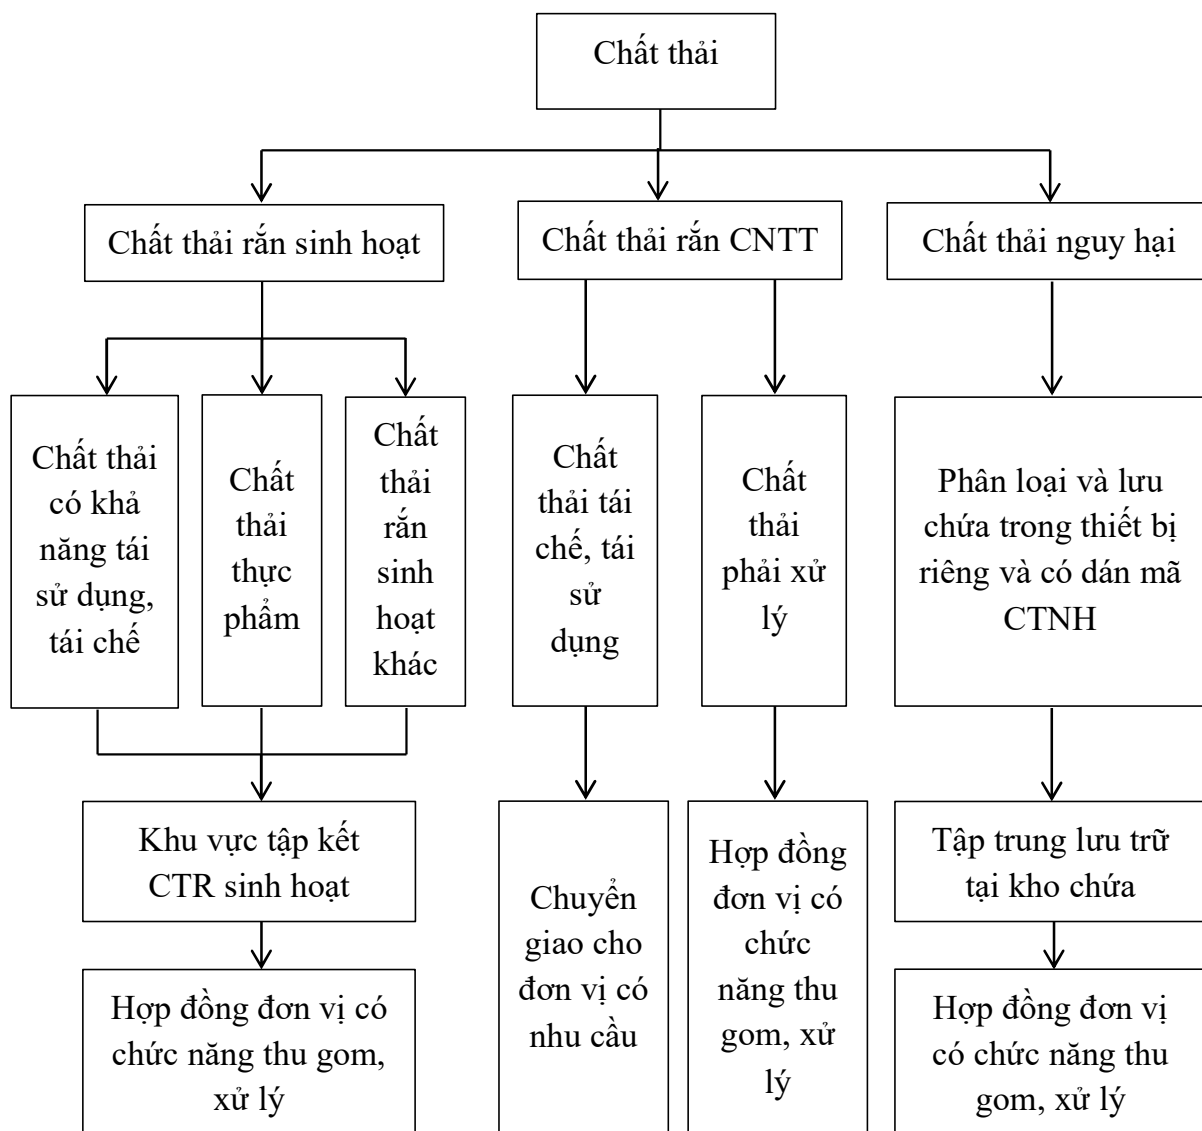 Chất thải
Chất thải rắn sinh hoạt
Chất thải rắn CNTT
Chất thải nguy hại
Chất thải
có khả
năng tái
sử dụng,
tái chế
Chất
thải
thực
phẩm
Chất
thải
rắn
sinh
hoạt
khác
Chất
thải tái
chế, tái
sử
dụng
Chất
thải
phải xử
lý
Phân loại và lưu
chứa trong thiết bị
riêng và có dán mã
CTNH
Khu vực tập kết
CTR sinh hoạt
Chuyển
giao cho
đơn vị có
nhu cầu
Hợp đồng
đơn vị có
chức
năng thu
gom, xử
lý
Tập trung lưu trữ
tại kho chứa
Hợp đồng đơn vị có
chức năng thu gom,
xử lý
Hợp đồng đơn vị
có chức năng thu
gom, xử lý